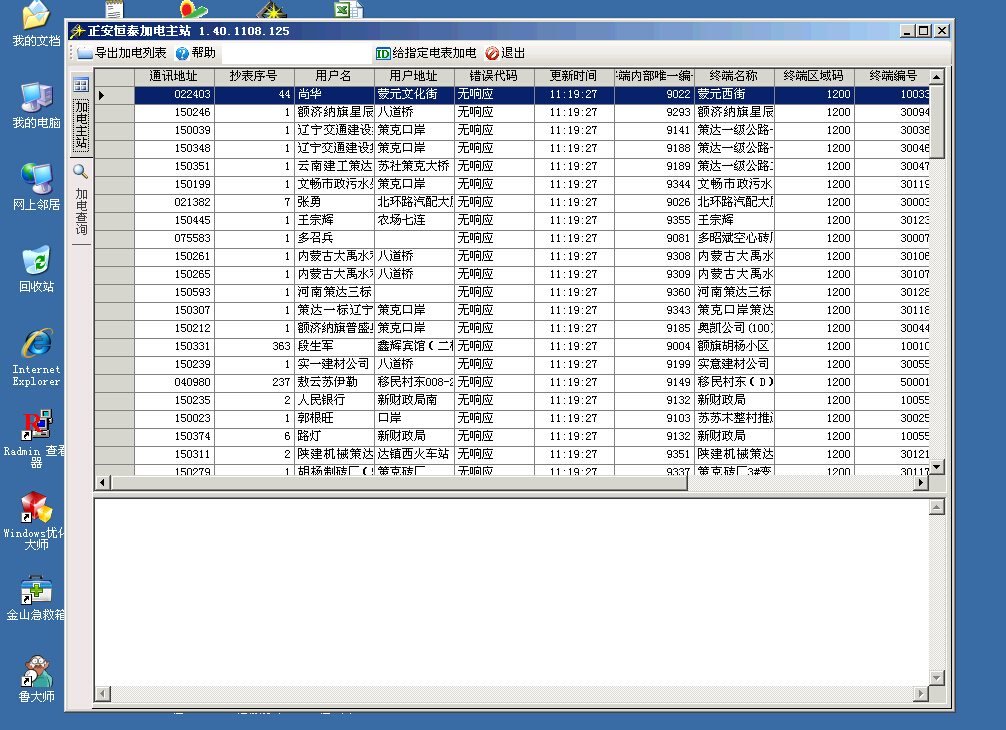 正安恒泰加电主站 1.40.1108.125
导出加电列表 帮助 ID 给指定电表加电 退出
加电主站
加电查询
通讯地址 抄表序号 用户名 用户地址 错误代码 更新时间 端内部唯一编 终端名称 终端区域码 终端编号
022403 44 尚华 蒙元文化街 无响应 11:19:27 9022 蒙元西街 1200 10033
150246 1 额济纳旗星辰 八道桥 无响应 11:19:27 9293 额济纳旗星辰 1200 30094
150039 1 辽宁交通建设 策克口岸 无响应 11:19:27 9141 策达一级公路- 1200 30036
150348 1 辽宁交通建设 策克口岸 无响应 11:19:27 9188 策达一级公路- 1200 30046
150351 1 云南建工策达 苏社策克大桥 无响应 11:19:27 9189 策达一级公路 1200 30047
150199 1 文畅市政污水 策克口岸 无响应 11:19:27 9344 文畅市政污水 1200 30119
021382 7 张勇 北环路汽配大 无响应 11:19:27 9026 北环路汽配大 1200 30003
150445 1 王宗辉 农场七连 无响应 11:19:27 9355 王宗辉 1200 30123
075583 1 多召兵 无响应 11:19:27 9081 多昭斌空心砖 1200 30007
150261 1 内蒙古大禹水 八道桥 无响应 11:19:27 9308 内蒙古大禹水 1200 30106
150265 1 内蒙古大禹水 八道桥 无响应 11:19:27 9309 内蒙古大禹水 1200 30107
150593 1 河南策达三标 无响应 11:19:27 9360 河南策达三标 1200 30128
150307 1 策达一标辽宁 策克口岸 无响应 11:19:27 9343 策克口岸策达 1200 30118
150212 1 额济纳旗普盛 策克口岸 无响应 11:19:27 9185 奥凯公司(100 1200 30044
150331 363 段生军 鑫辉宾馆(二 无响应 11:19:27 9004 额旗胡杨小区 1200 10010
150239 1 实一建材公司 八道桥 无响应 11:19:27 9199 实意建材公司 1200 30055
040980 237 敖云苏伊勒 移民村东008-2 无响应 11:19:27 9149 移民村东(D) 1200 50001
150235 2 人民银行 新财政局南 无响应 11:19:27 9132 新财政局 1200 10055
150023 1 郭根旺 口岸 无响应 11:19:27 9103 苏苏木整村推 1200 30025
150374 6 路灯 新财政局 无响应 11:19:27 9132 新财政局 1200 10055
150311 2 陕建机械策达 达镇西火车站 无响应 11:19:27 9351 陕建机械策达 1200 30121
150279 1 胡杨制砖厂( 策克砖厂 无响应 11:19:27 9337 策克砖厂3#变 1200 30117
我的文档
我的电脑
网上邻居
回收站
Internet
Explorer
Radmin 查看
器
Windows优化
大师
金山急救箱
鲁大师